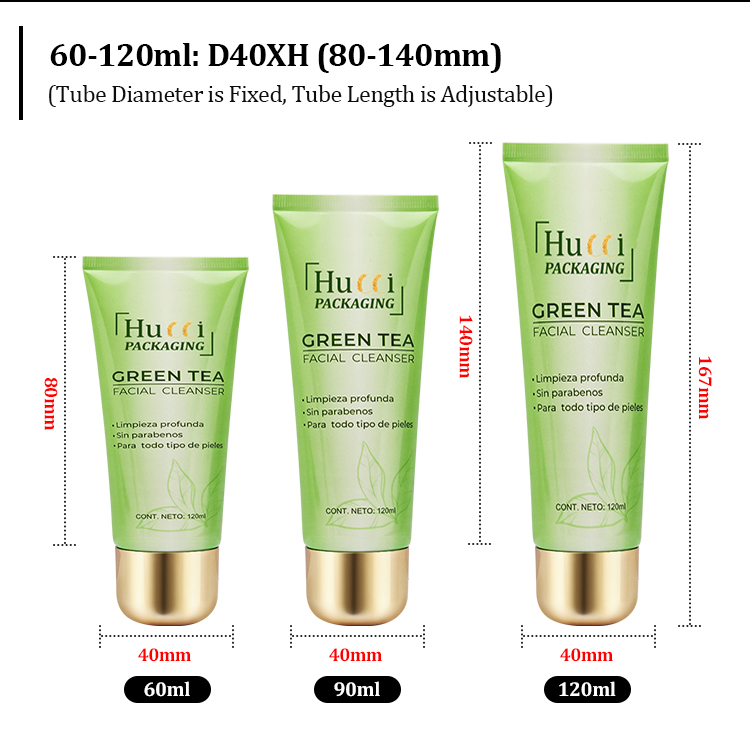 60-120ml: D40XH (80-140mm)
(Tube Diameter is Fixed, Tube Length is Adjustable)
80mm
Hucci
PACKAGING
GREEN TEA
FACIAL CLEANSER
•Limpieza profunda
•Sin parabenos
•Para todo tipo de pieles
CONT. NETO: 120ml
40mm
60ml
Hucci
PACKAGING
GREEN TEA
FACIAL CLEANSER
•Limpieza profunda
•Sin parabenos
•Para todo tipo de pieles
CONT. NETO: 120ml
40mm
90ml
140mm
Hucci
PACKAGING
GREEN TEA
FACIAL CLEANSER
•Limpieza profunda
•Sin parabenos
•Para todo tipo de pieles
CONT. NETO: 120ml
167mm
40mm
120ml